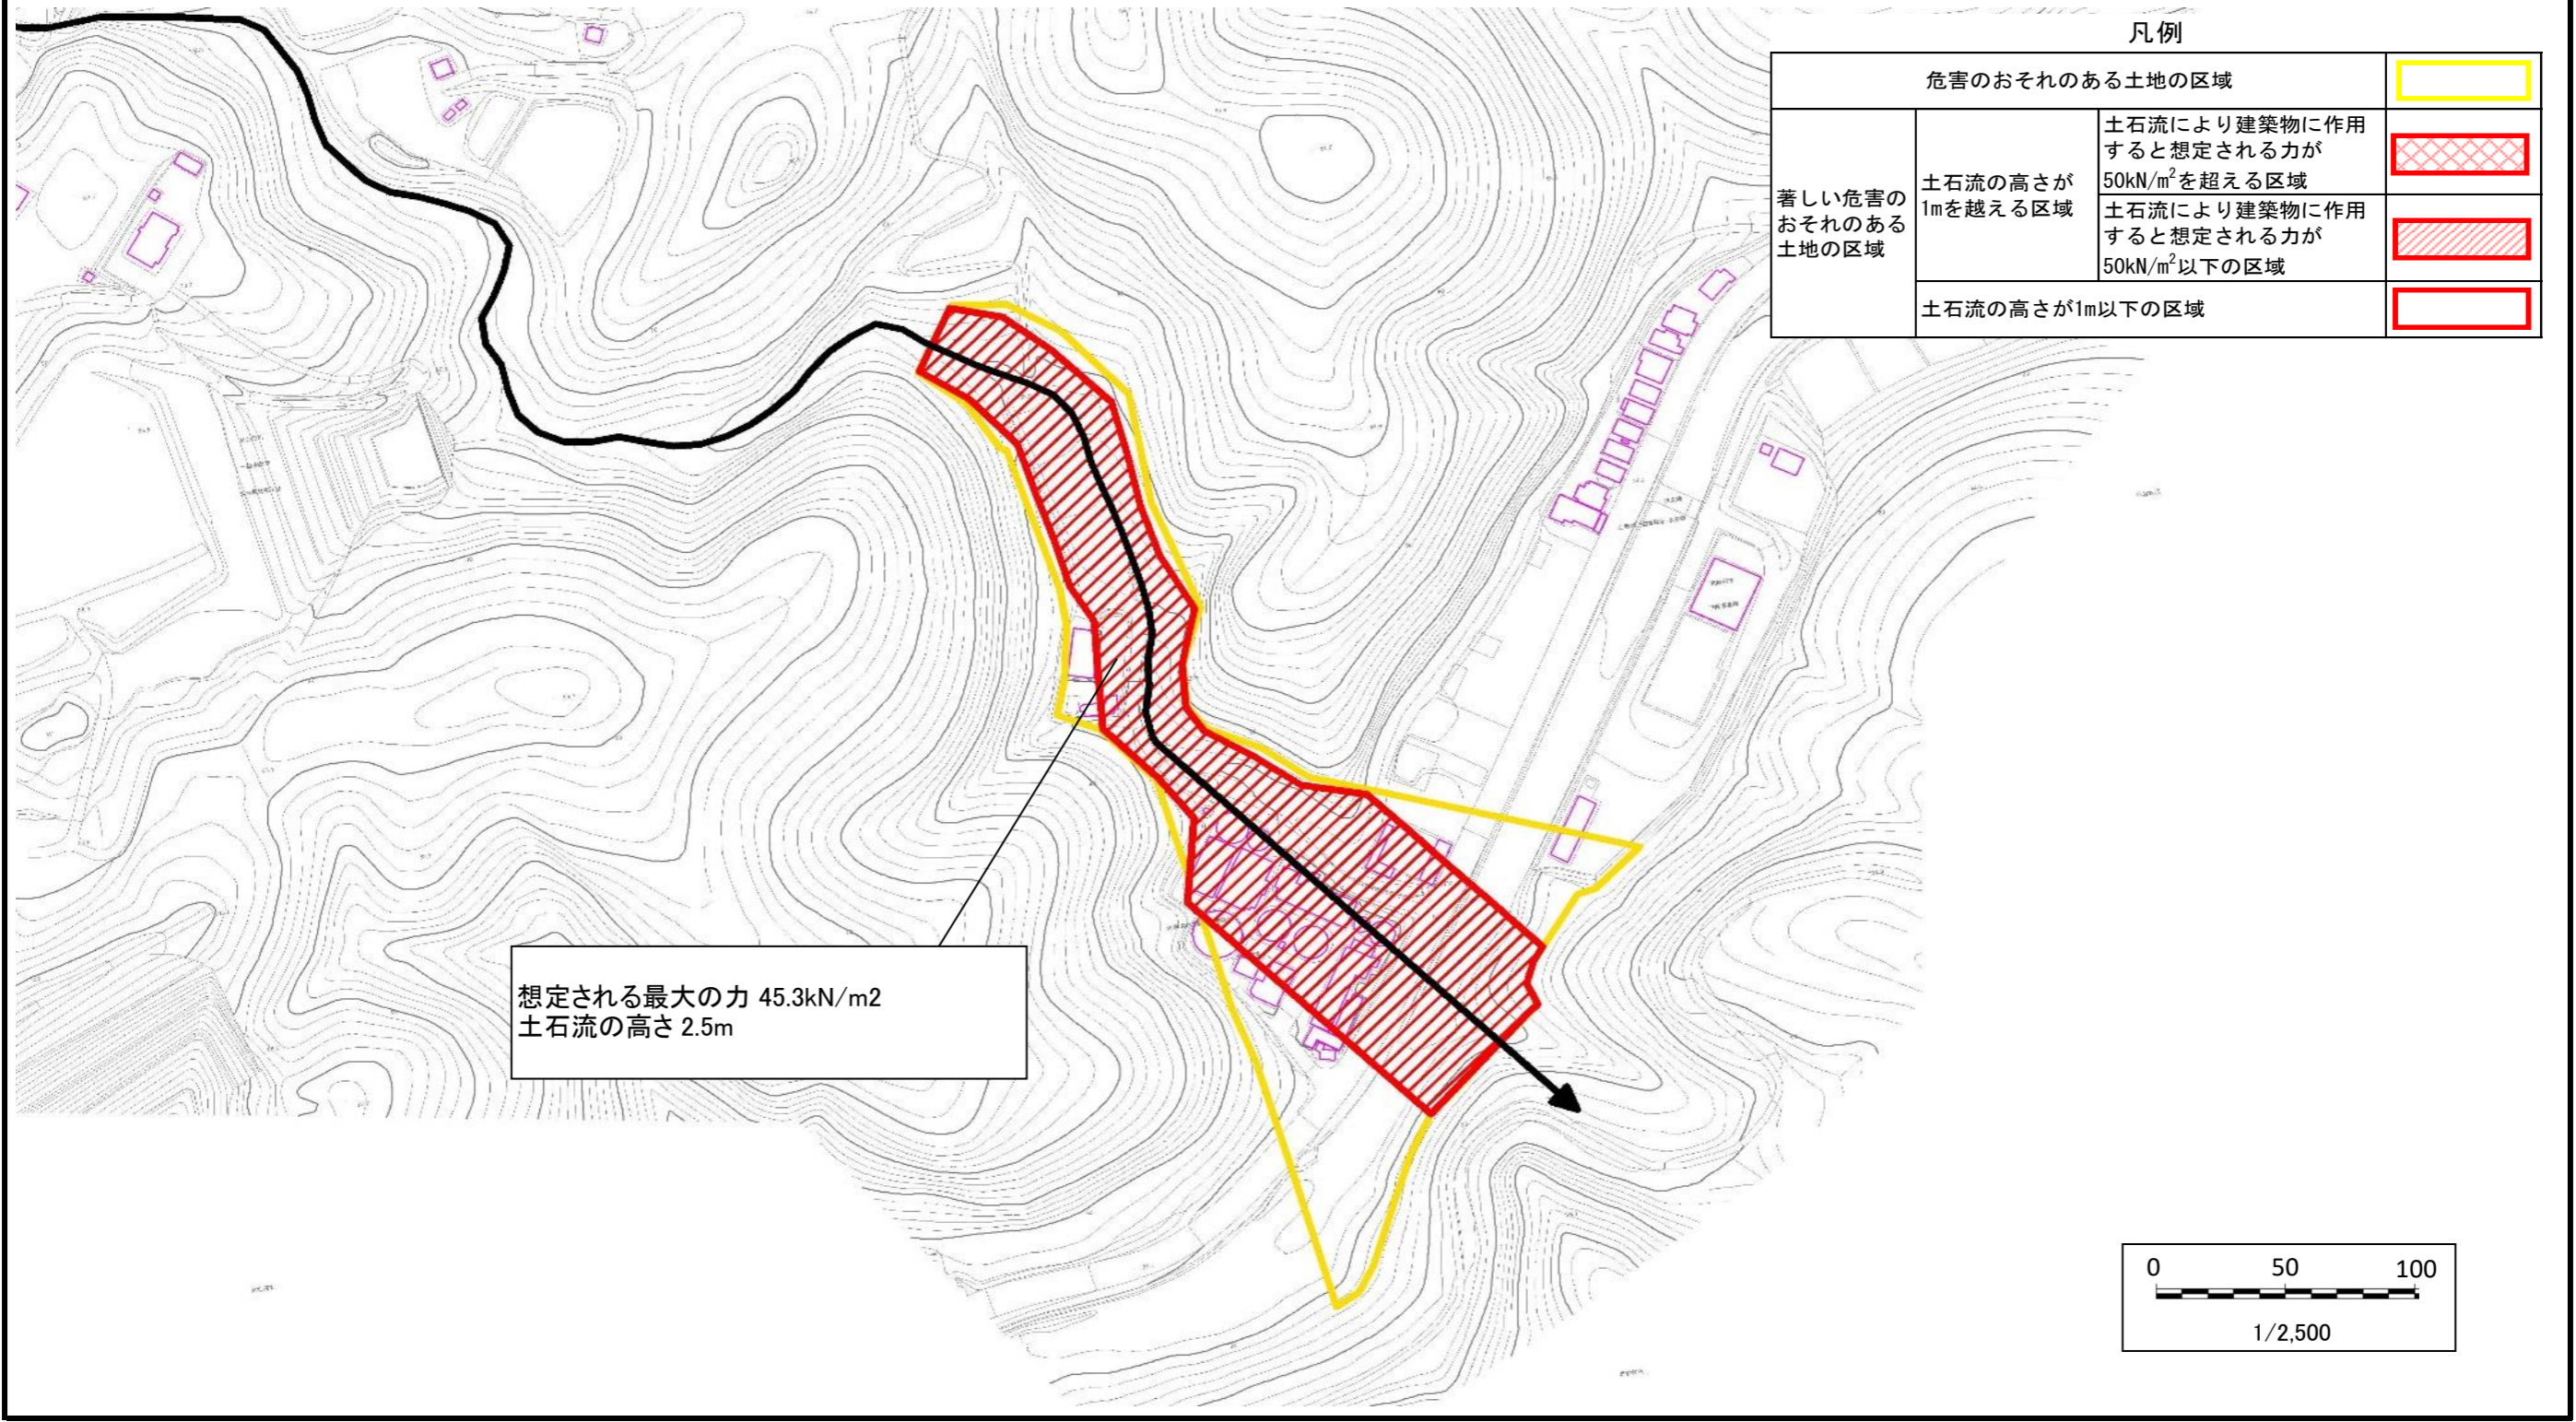 凡例
危害のおそれのある土地の区域
著しい危害の
おそれのある
土地の区域
土石流の高さが
1mを越える区域
土石流により建築物に作用
すると想定される力が
50kN/m²を超える区域
土石流により建築物に作用
すると想定される力が
50kN/m²以下の区域
土石流の高さが1m以下の区域
想定される最大の力 45.3kN/m2
土石流の高さ 2.5m
0 50 100
1/2,500